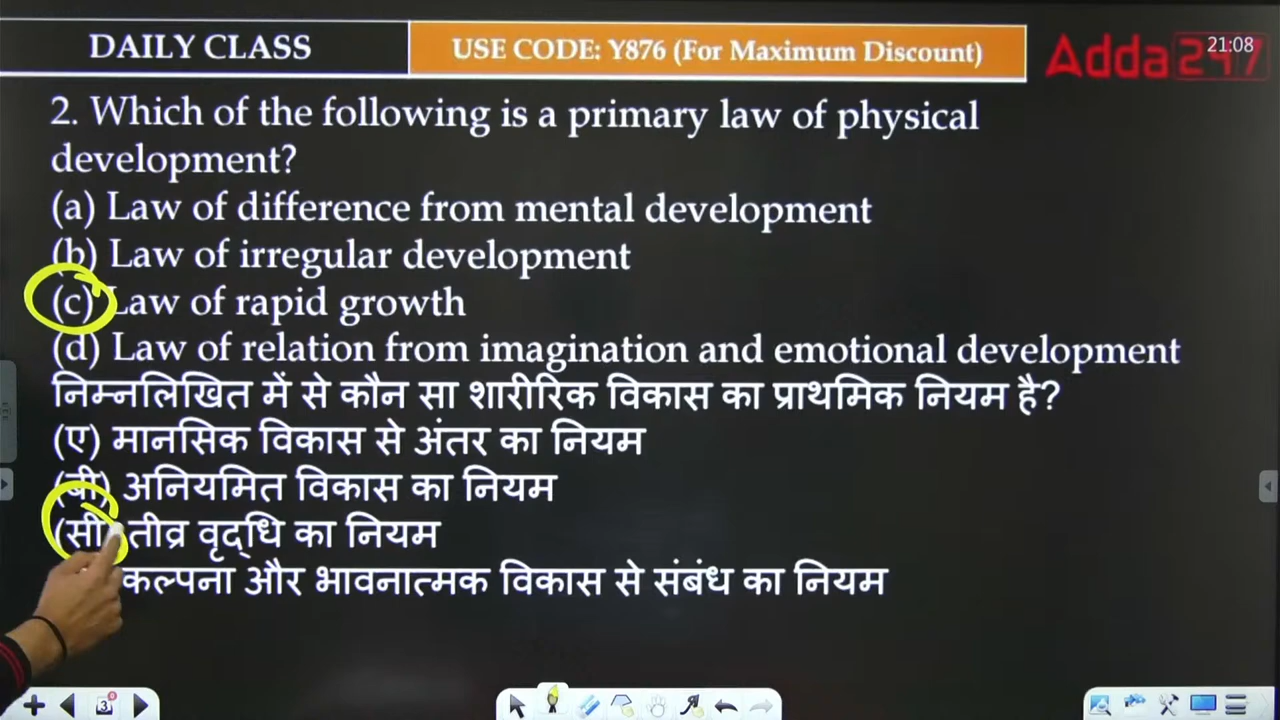 DAILY CLASS
USE CODE: Y876 (For Maximum Discount)
Adda247
21:08
2. Which of the following is a primary law of physical
development?
(a) Law of difference from mental development
(b) Law of irregular development
(c) Law of rapid growth
(d) Law of relation from imagination and emotional development
निम्नलिखित में से कौन सा शारीरिक विकास का प्राथमिक नियम है?
(ए) मानसिक विकास से अंतर का नियम
(बी) अनियमित विकास का नियम
(सी) तीव्र वृद्धि का नियम
कल्पना और भावनात्मक विकास से संबंध का नियम
3